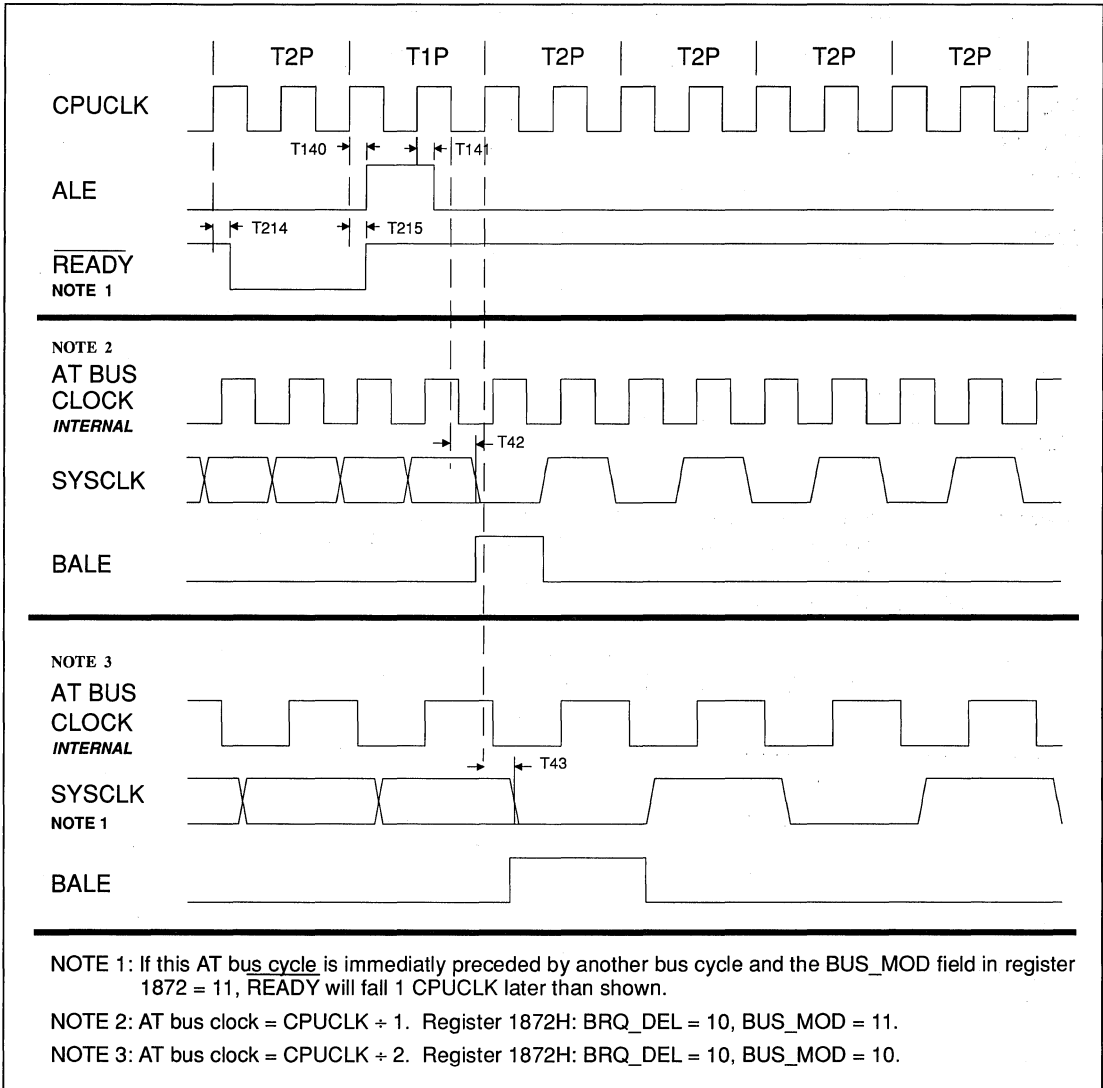 T2P T1P T2P T2P T2P T2P
CPUCLK
T140 T141
ALE
T214 T215
READY
NOTE 1
NOTE 2
AT BUS
CLOCK
INTERNAL
T42
SYSCLK
BALE
NOTE 3
AT BUS
CLOCK
INTERNAL
T43
SYSCLK
NOTE 1
BALE
NOTE 1: If this AT bus cycle is immediatly preceded by another bus cycle and the BUS_MOD field in register
1872 = 11, READY will fall 1 CPUCLK later than shown.
NOTE 2: AT bus clock = CPUCLK ÷ 1. Register 1872H: BRQ_DEL = 10, BUS_MOD = 11.
NOTE 3: AT bus clock = CPUCLK ÷ 2. Register 1872H: BRQ_DEL = 10, BUS_MOD = 10.